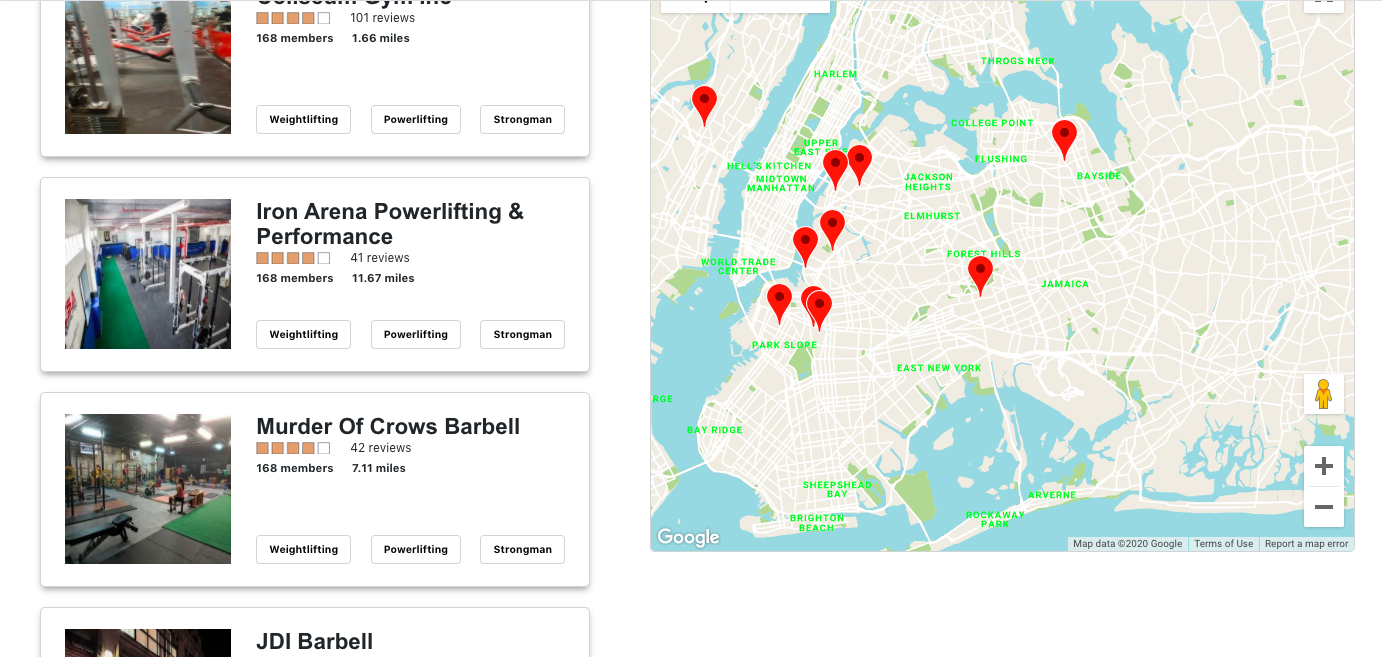 Coliseum Gym Inc
101 reviews
168 members 1.66 miles
Weightlifting Powerlifting Strongman
Iron Arena Powerlifting &
Performance
41 reviews
168 members 11.67 miles
Weightlifting Powerlifting Strongman
Murder Of Crows Barbell
42 reviews
168 members 7.11 miles
Weightlifting Powerlifting Strongman
JDI Barbell
THROGS NECK
HARLEM
COLLEGE POINT
UPPER
EAST
FLUSHING
HELL'S KITCHEN
MIDTOWN
MANHATTAN
JACKSON
HEIGHTS
BAYSIDE
ELMHURST
FOREST HILLS
WORLD TRADE
CENTER
JAMAICA
PARK SLOPE
EAST NEW YORK
RGE
BAY RIDGE
SHEEPSHEAD
BAY
ARVERNE
BRIGHTON
BEACH
ROCKAWAY
PARK
Google
Map data ©2020 Google Terms of Use Report a map error